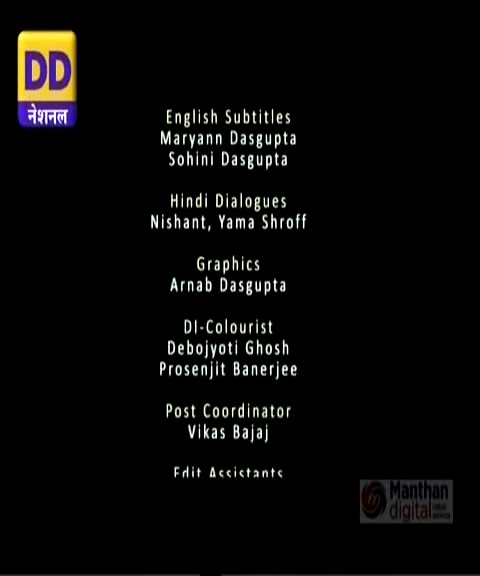 DD
नेशनल
English Subtitles
Maryann Dasgupta
Sohini Dasgupta
Hindi Dialogues
Nishant, Yama Shroff
Graphics
Arnab Dasgupta
DI-Colourist
Debojyoti Ghosh
Prosenjit Banerjee
Post Coordinator
Vikas Bajaj
Edit Assistants
Manthan
digital